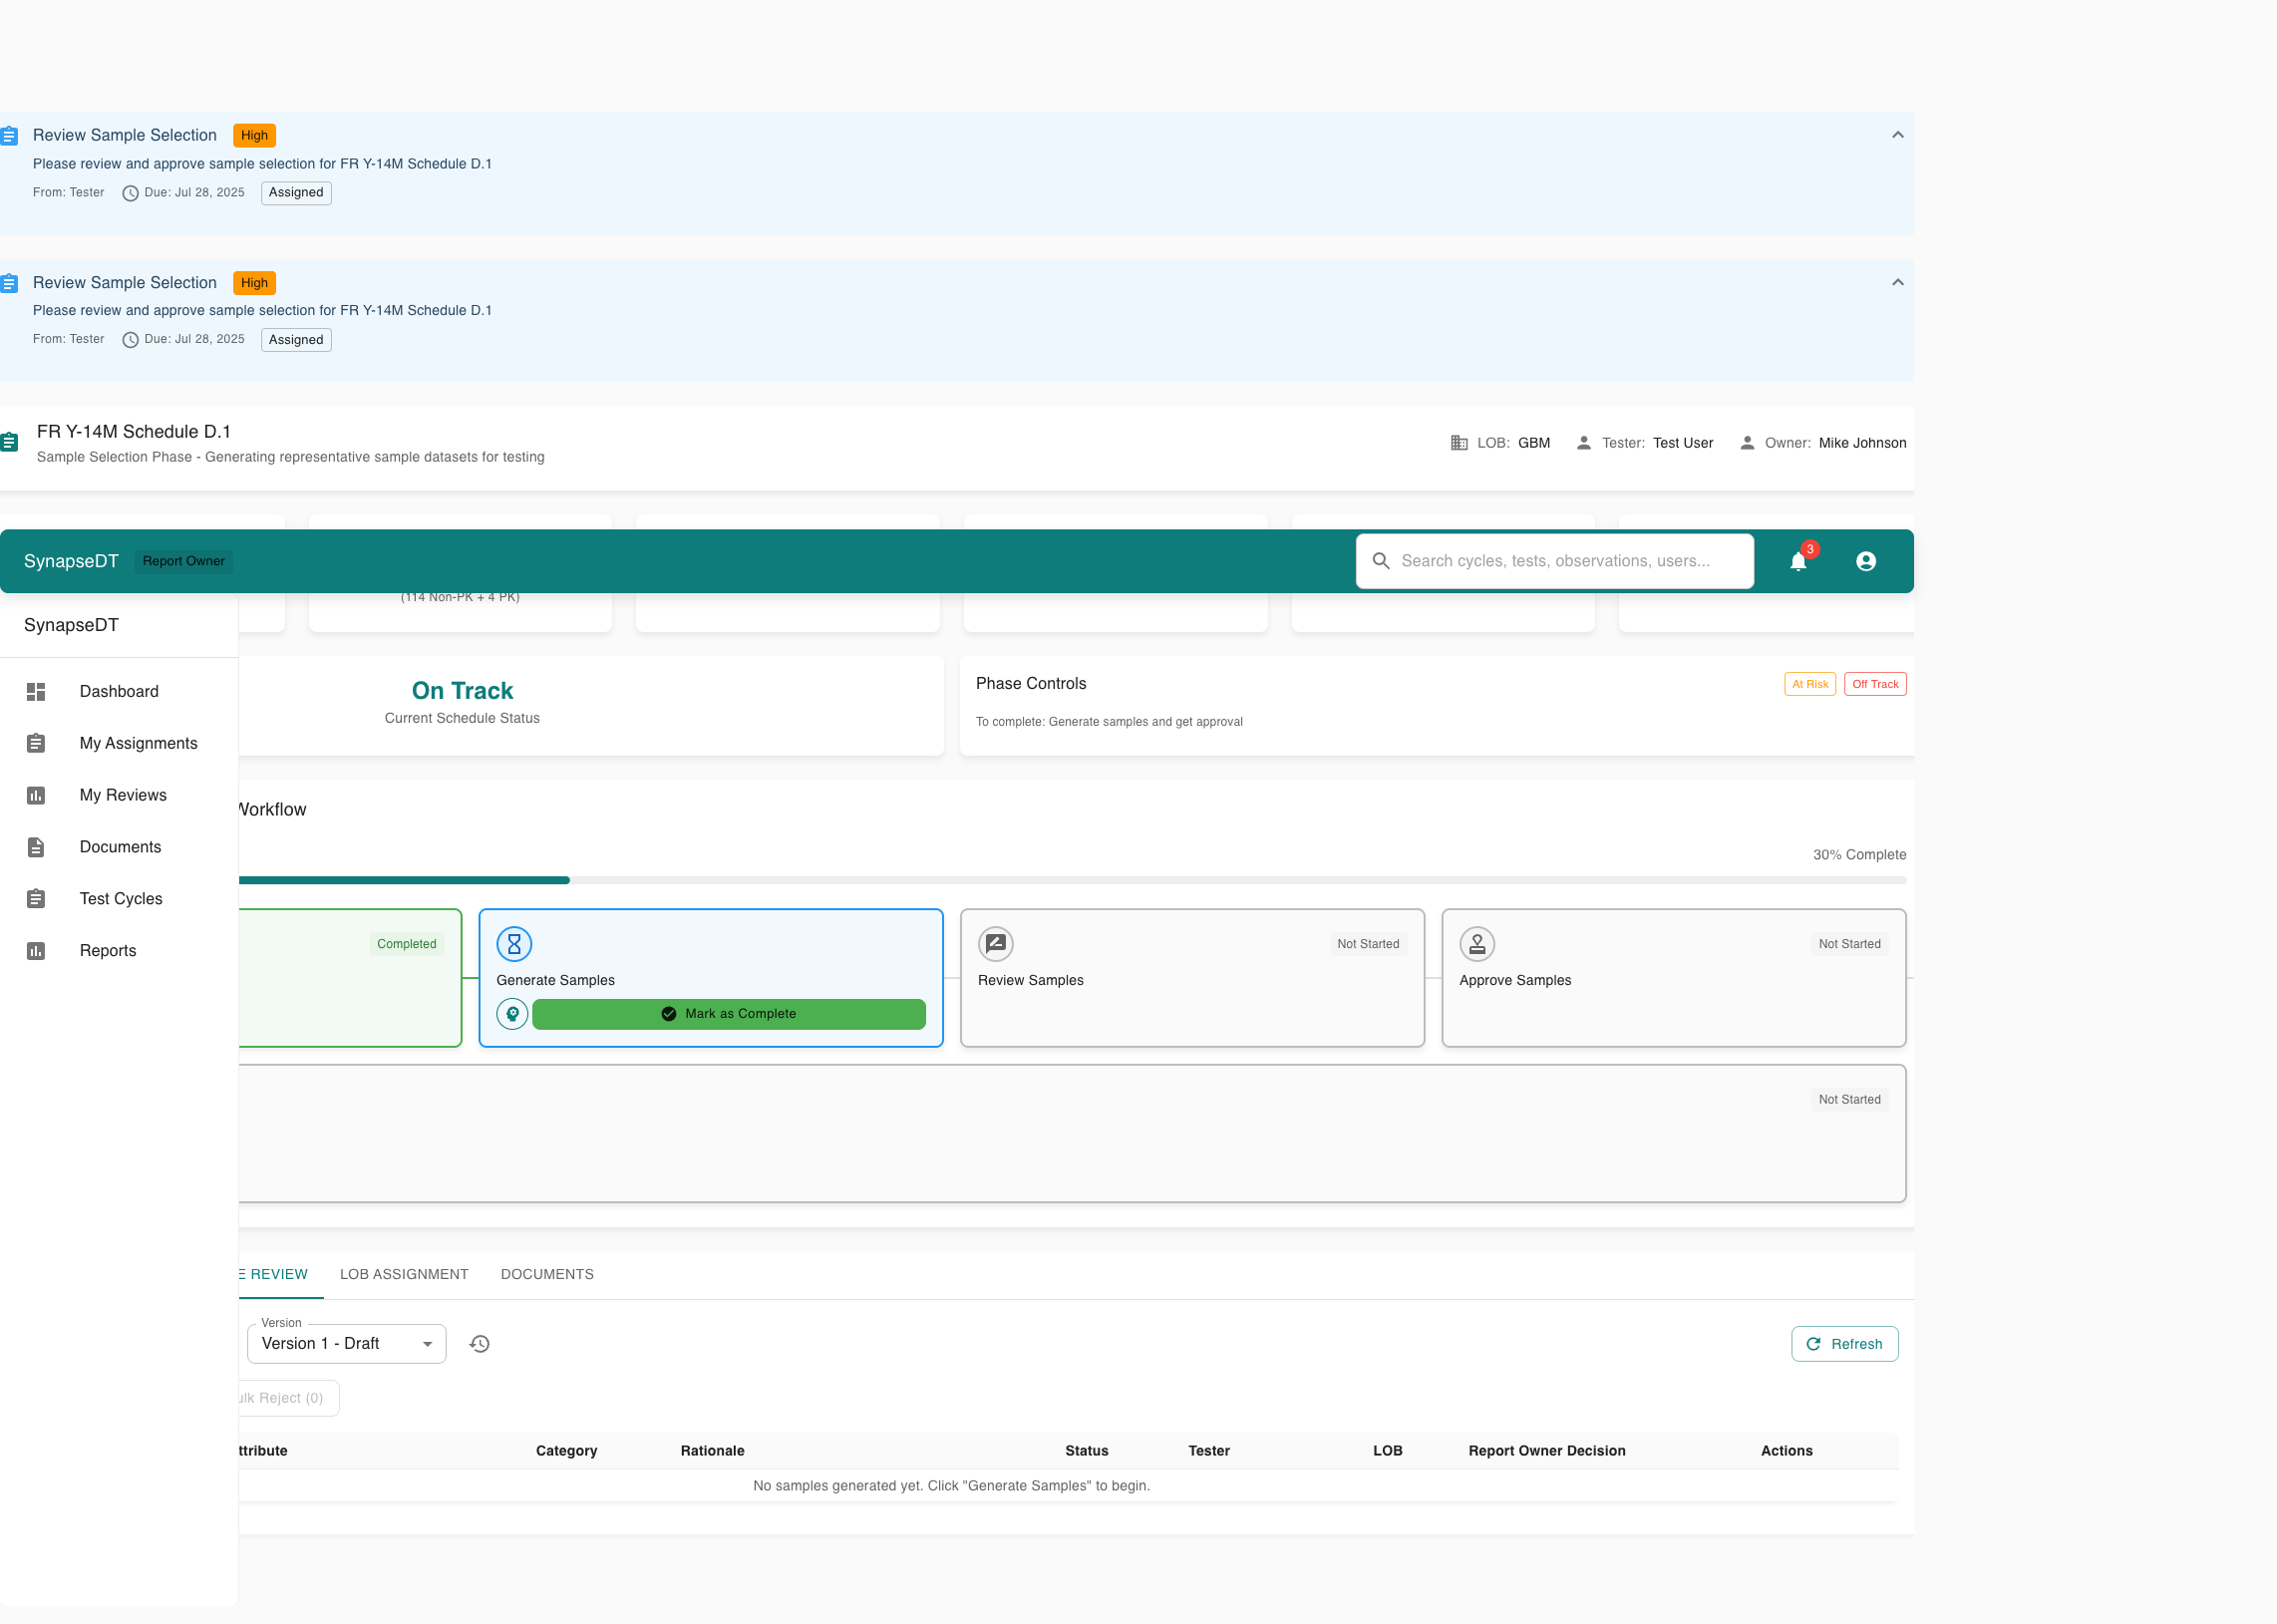 Review Sample Selection High
Please review and approve sample selection for FR Y-14M Schedule D.1
From: Tester Due: Jul 28, 2025 Assigned
Review Sample Selection High
Please review and approve sample selection for FR Y-14M Schedule D.1
From: Tester Due: Jul 28, 2025 Assigned
FR Y-14M Schedule D.1
Sample Selection Phase - Generating representative sample datasets for testing
LOB: GBM Tester: Test User Owner: Mike Johnson
SynapseDT Report Owner Search cycles, tests, observations, users... 3
(114 Non-PK + 4 PK)
SynapseDT
Dashboard
My Assignments
My Reviews
Documents
Test Cycles
Reports
On Track
Current Schedule Status
Phase Controls At Risk Off Track
To complete: Generate samples and get approval
Workflow
30% Complete
Completed
Generate Samples
Mark as Complete
Not Started
Review Samples
Not Started
Approve Samples
Not Started
E REVIEW LOB ASSIGNMENT DOCUMENTS
Version
Version 1 - Draft
Refresh
ulk Reject (0)
ttribute Category Rationale Status Tester LOB Report Owner Decision Actions
No samples generated yet. Click "Generate Samples" to begin.